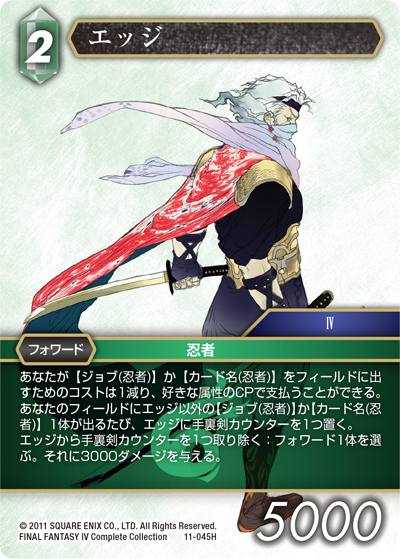 2
エッジ
IV
フォワード
忍者
あなたが【ジョブ(忍者)】か【カード名(忍者)】をフィールドに出
すためのコストは1減り、好きな属性のCPで支払うことができる。
あなたのフィールドにエッジ以外の【ジョブ(忍者)】か【カード名(忍
者)】1体が出るたび、エッジに手裏剣カウンターを1つ置く。
エッジから手裏剣カウンターを1つ取り除く：フォワード1体を選
ぶ。それに3000ダメージを与える。
© 2011 SQUARE ENIX CO., LTD. All Rights Reserved.
FINAL FANTASY IV Complete Collection 11-045H
5000